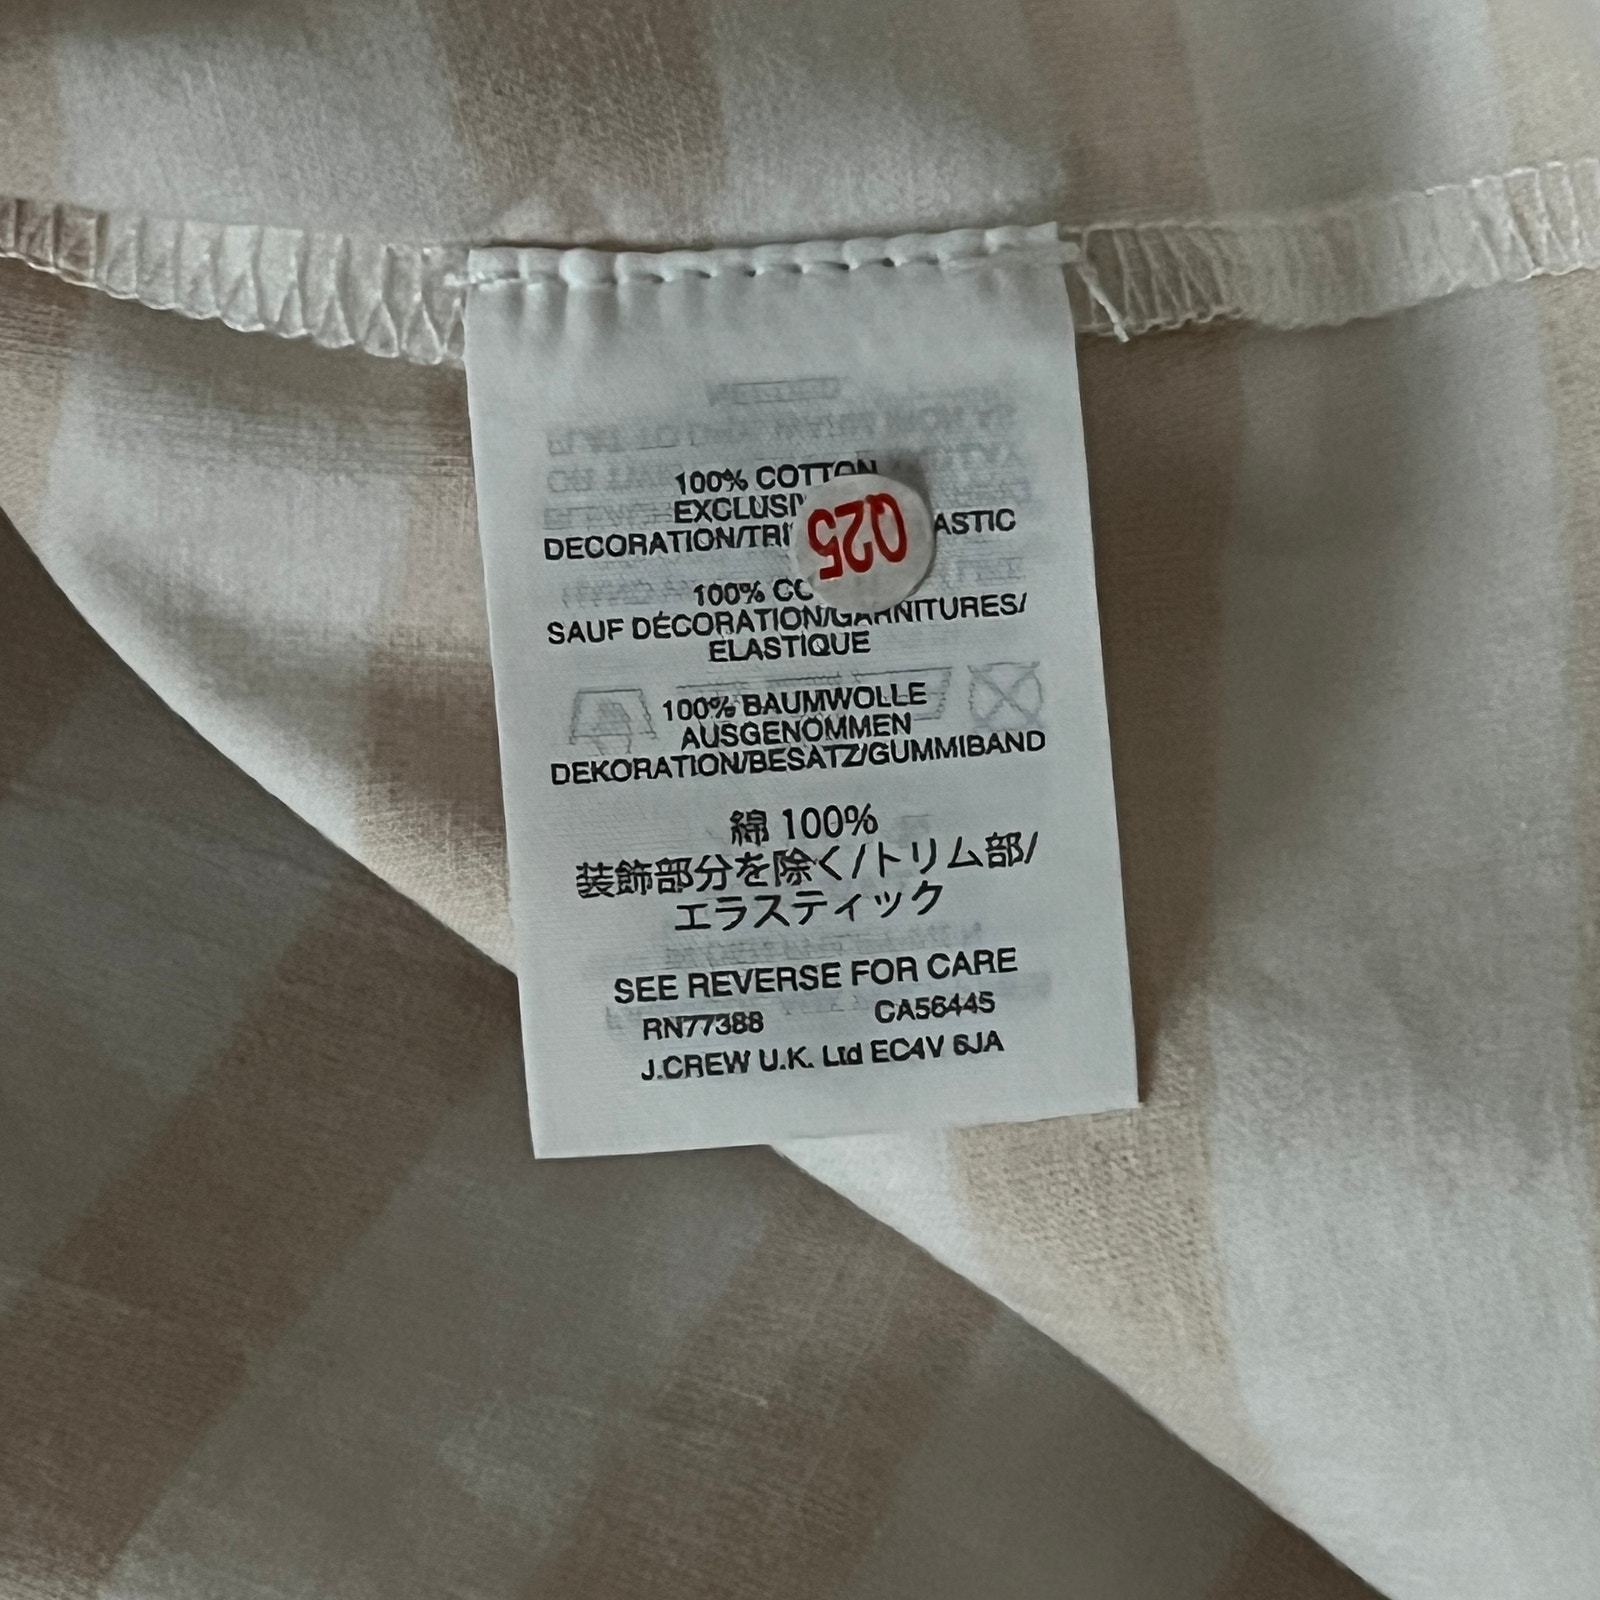 100% COTTON
EXCLUSI
DECORATION/TRI ASTIC
Q25
100% CO
SAUF DÉCORATION/GARNITURES/
ÉLASTIQUE
100% BAUMWOLLE
AUSGENOMMEN
DEKORATION/BESATZ/GUMMIBAND
綿 100%
装飾部分を除く/トリム部/
エラスティック
SEE REVERSE FOR CARE
RN77388 CA56445
J.CREW U.K. Ltd EC4V 6JA